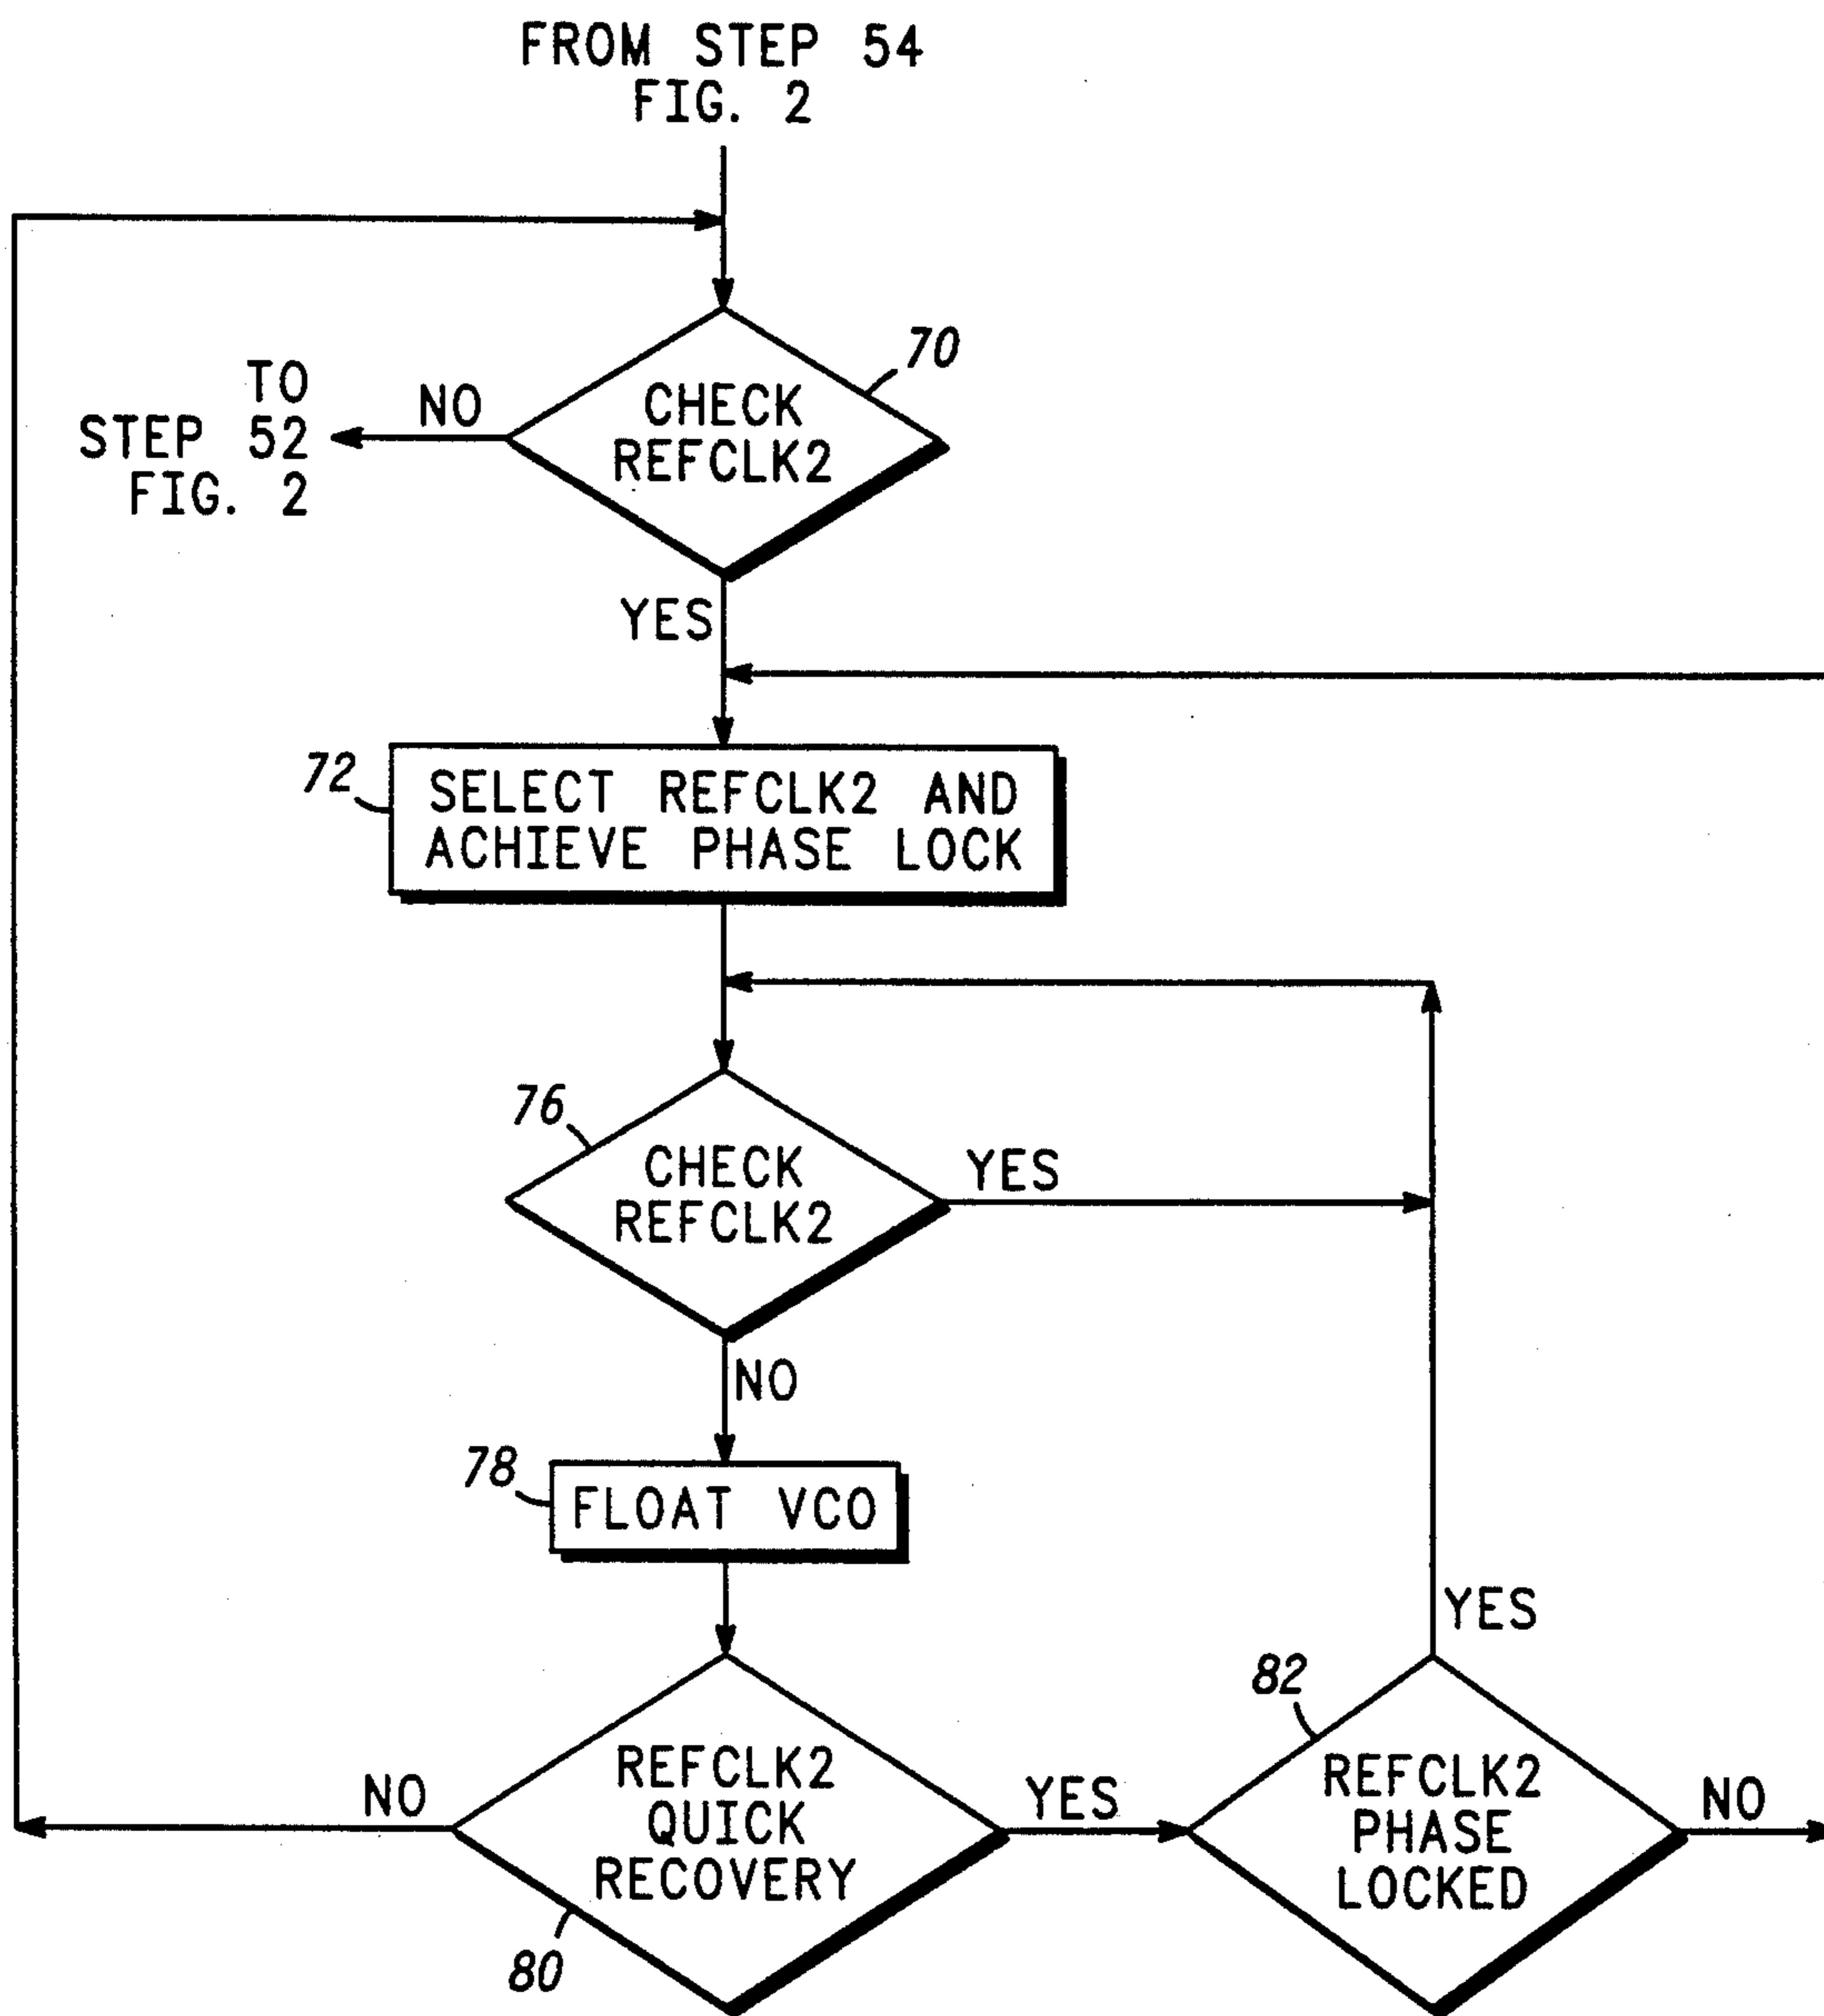 FROM STEP 54
FIG. 2
70
CHECK
REFCLK2
NO
TO
STEP 52
FIG. 2
YES
72
SELECT REFCLK2 AND
ACHIEVE PHASE LOCK
76
CHECK
REFCLK2
YES
NO
78
FLOAT VCO
80
REFCLK2
QUICK
RECOVERY
NO
YES
82
REFCLK2
PHASE
LOCKED
YES
NO